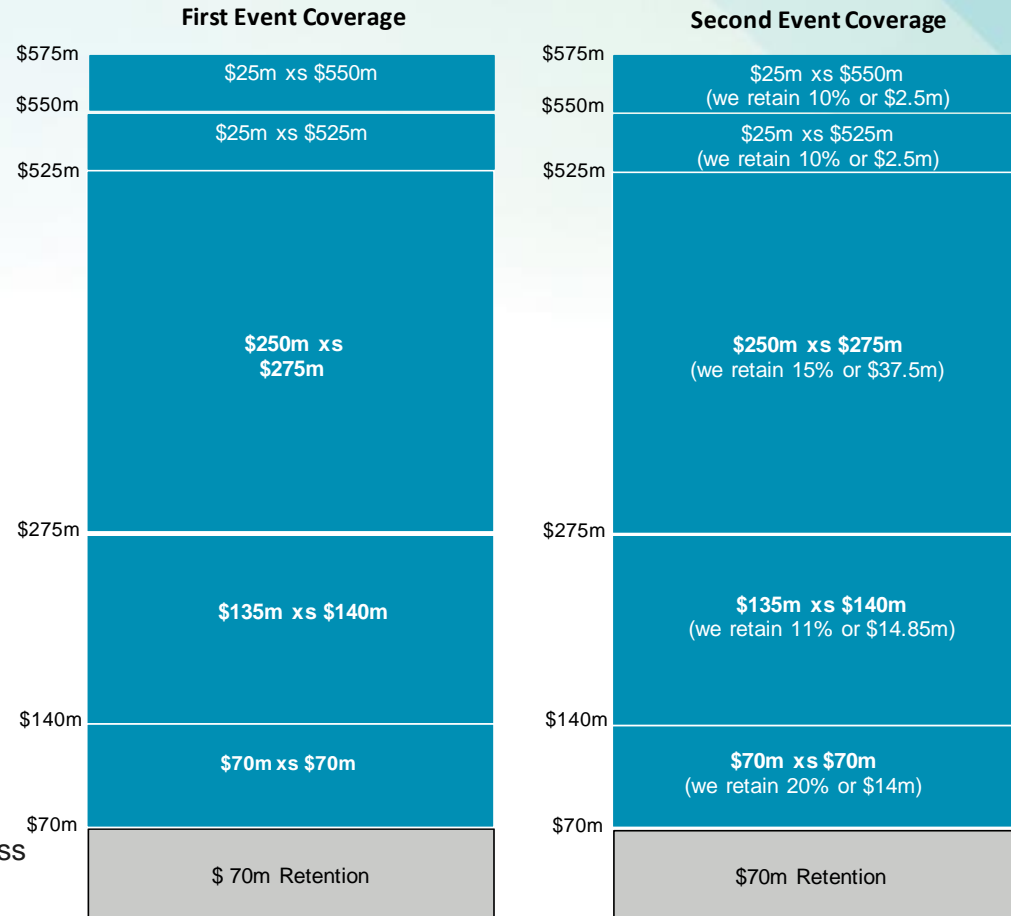 First Event Coverage
$575m
$25m xs $550m
$550m
$25m xs $525m
$525m
$250m xs
$275m
$275m
$135m xs $140m
$140m
$70m xs $70m
$70m
ss
$ 70m Retention
Second Event Coverage
$575m
$25m xs $550m
(we retain 10% or $2.5m)
$550m
$25m xs $525m
(we retain 10% or $2.5m)
$525m
$250m xs $275m
(we retain 15% or $37.5m)
$275m
$135m xs $140m
(we retain 11% or $14.85m)
$140m
$70m xs $70m
(we retain 20% or $14m)
$70m
$70m Retention